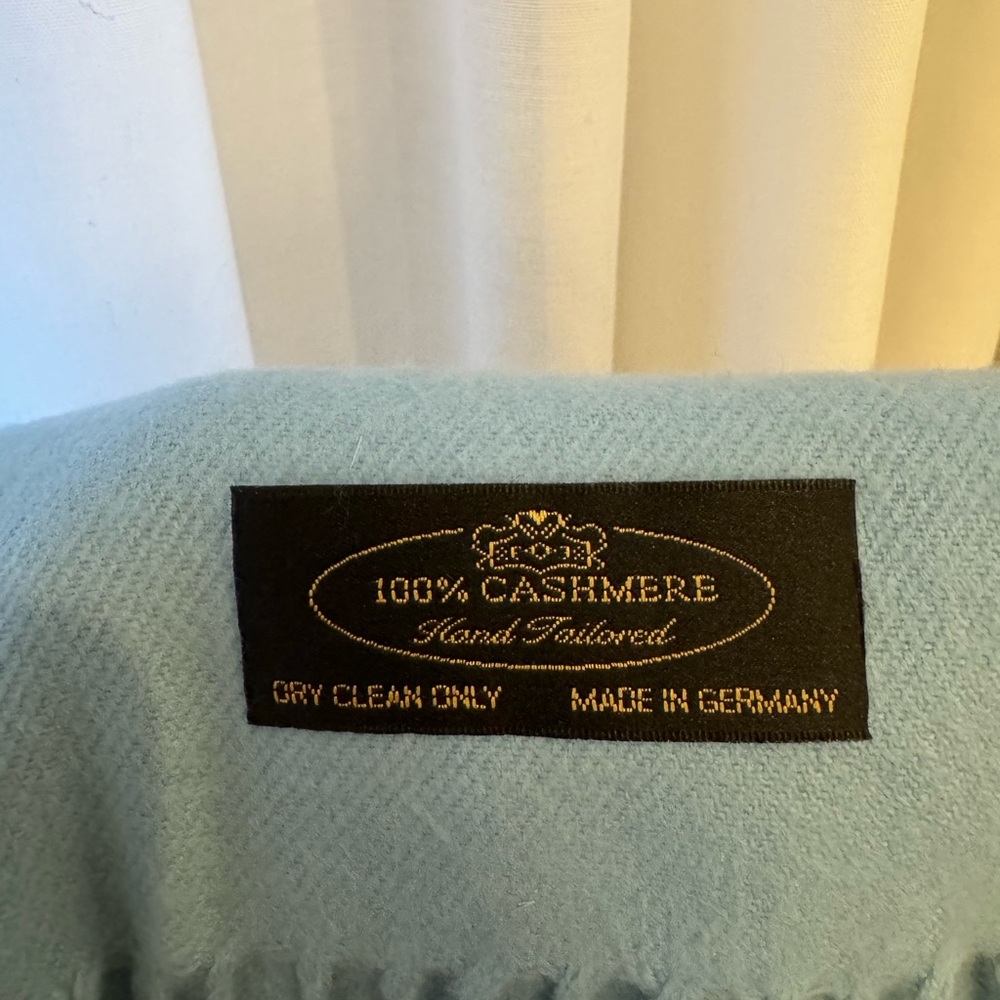 100% CASHMERE
Hand Tailored
DRY CLEAN ONLY MADE IN GERMANY